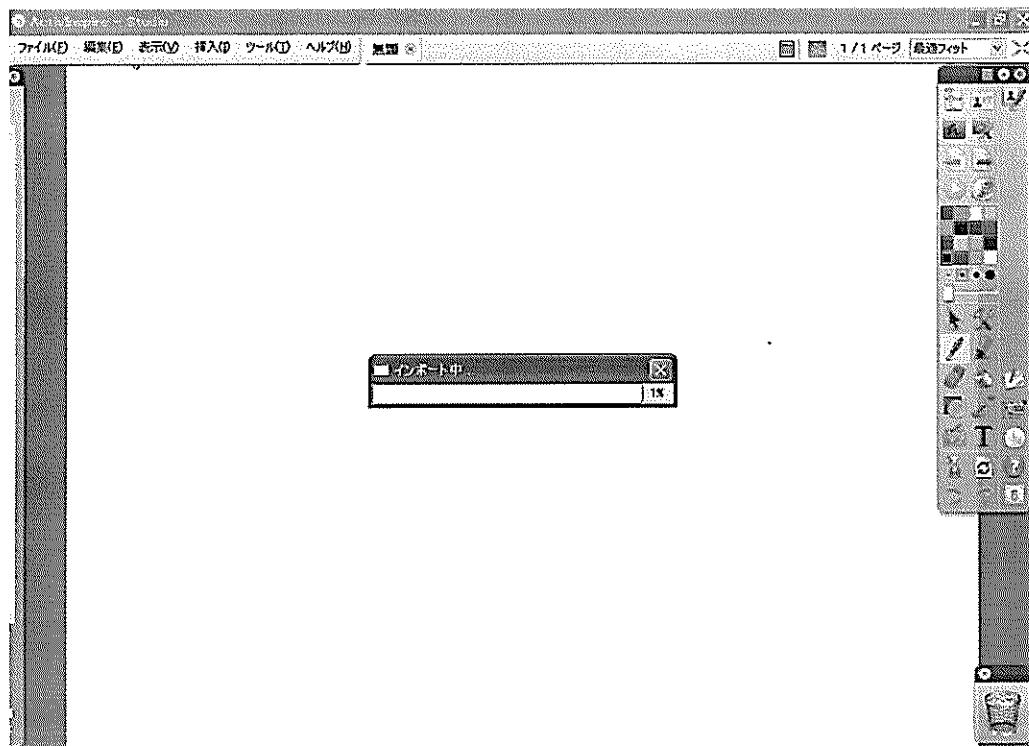 ファイル(F) 編集(E) 表示(V) 挿入(I) ツール(T) ヘルプ(H) 無題 1 / 1 ページ 最適フィット
インポート中...
1%
T
?